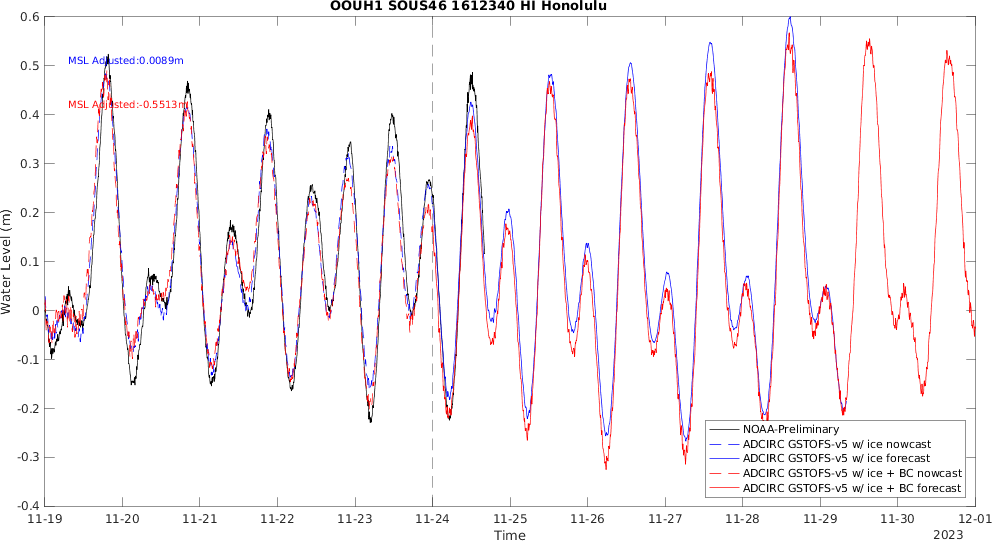 OOUH1 SOUS46 1612340 HI Honolulu
0.6
0.5
0.4
0.3
0.2
0.1
0
-0.1
-0.2
-0.3
-0.4
Water Level (m)
MSL Adjusted:0.0089m
MSL Adjusted:-0.5513m
NOAA-Preliminary
ADCIRC GSTOFS-v5 w/ ice nowcast
ADCIRC GSTOFS-v5 w/ ice forecast
ADCIRC GSTOFS-v5 w/ ice + BC nowcast
ADCIRC GSTOFS-v5 w/ ice + BC forecast
11-19 11-20 11-21 11-22 11-23 11-24 11-25 11-26 11-27 11-28 11-29 11-30 12-01
Time
2023